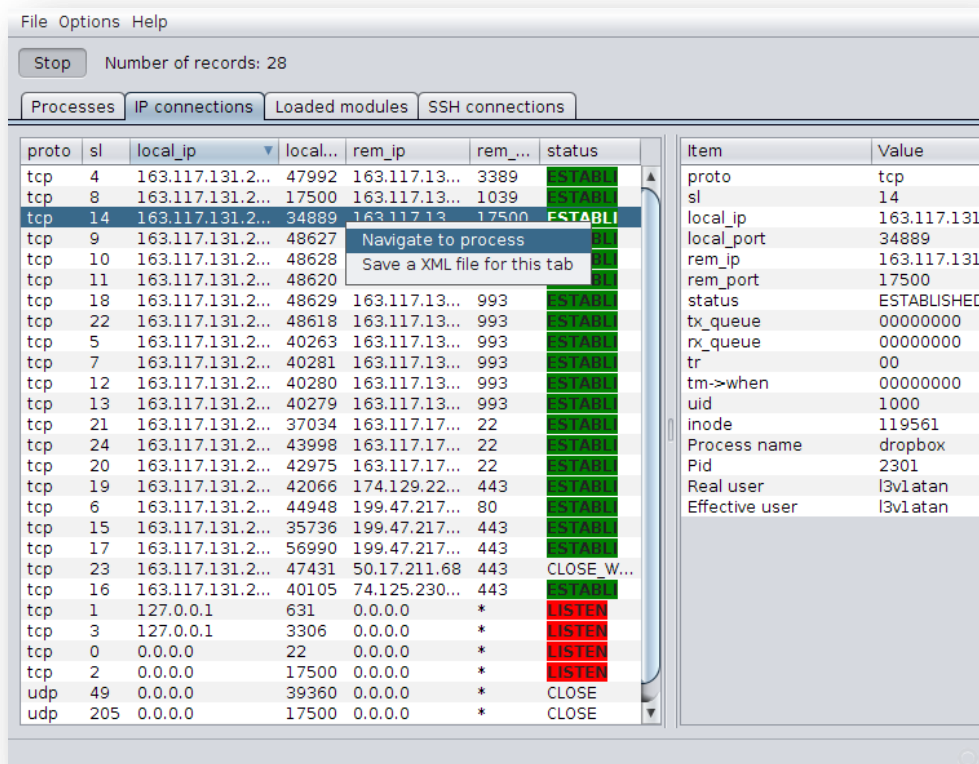 File Options Help
Stop Number of records: 28
Processes IP connections Loaded modules SSH connections
proto sl local_ip local... rem_ip rem_... status
tcp 4 163.117.131.2... 47992 163.117.13... 3389 ESTABLI
tcp 8 163.117.131.2... 17500 163.117.13... 1039 ESTABLI
tcp 14 163.117.131.2... 34889 163.117.13... 17500 ESTABLI
tcp 9 163.117.131.2... 48627 BLI
tcp 10 163.117.131.2... 48628 BLI
tcp 11 163.117.131.2... 48620 BLI
Navigate to process
Save a XML file for this tab
tcp 18 163.117.131.2... 48629 163.117.13... 993 ESTABLI
tcp 22 163.117.131.2... 48618 163.117.13... 993 ESTABLI
tcp 5 163.117.131.2... 40263 163.117.13... 993 ESTABLI
tcp 7 163.117.131.2... 40281 163.117.13... 993 ESTABLI
tcp 12 163.117.131.2... 40280 163.117.13... 993 ESTABLI
tcp 13 163.117.131.2... 40279 163.117.13... 993 ESTABLI
tcp 21 163.117.131.2... 37034 163.117.17... 22 ESTABLI
tcp 24 163.117.131.2... 43998 163.117.17... 22 ESTABLI
tcp 20 163.117.131.2... 42975 163.117.17... 22 ESTABLI
tcp 19 163.117.131.2... 42066 174.129.22... 443 ESTABLI
tcp 6 163.117.131.2... 44948 199.47.217... 80 ESTABLI
tcp 15 163.117.131.2... 35736 199.47.217... 443 ESTABLI
tcp 17 163.117.131.2... 56990 199.47.217... 443 ESTABLI
tcp 23 163.117.131.2... 47431 50.17.211.68 443 CLOSE_W...
tcp 16 163.117.131.2... 40105 74.125.230... 443 ESTABLI
tcp 1 127.0.0.1 631 0.0.0.0 * LISTEN
tcp 3 127.0.0.1 3306 0.0.0.0 * LISTEN
tcp 0 0.0.0.0 22 0.0.0.0 * LISTEN
tcp 2 0.0.0.0 17500 0.0.0.0 * LISTEN
udp 49 0.0.0.0 39360 0.0.0.0 * CLOSE
udp 205 0.0.0.0 17500 0.0.0.0 * CLOSE
Item Value
proto tcp
sl 14
local_ip 163.117.131
local_port 34889
rem_ip 163.117.131
rem_port 17500
status ESTABLISHED
tx_queue 00000000
rx_queue 00000000
tr 00
tm->when 00000000
uid 1000
inode 119561
Process name dropbox
Pid 2301
Real user l3v1atan
Effective user l3v1atan